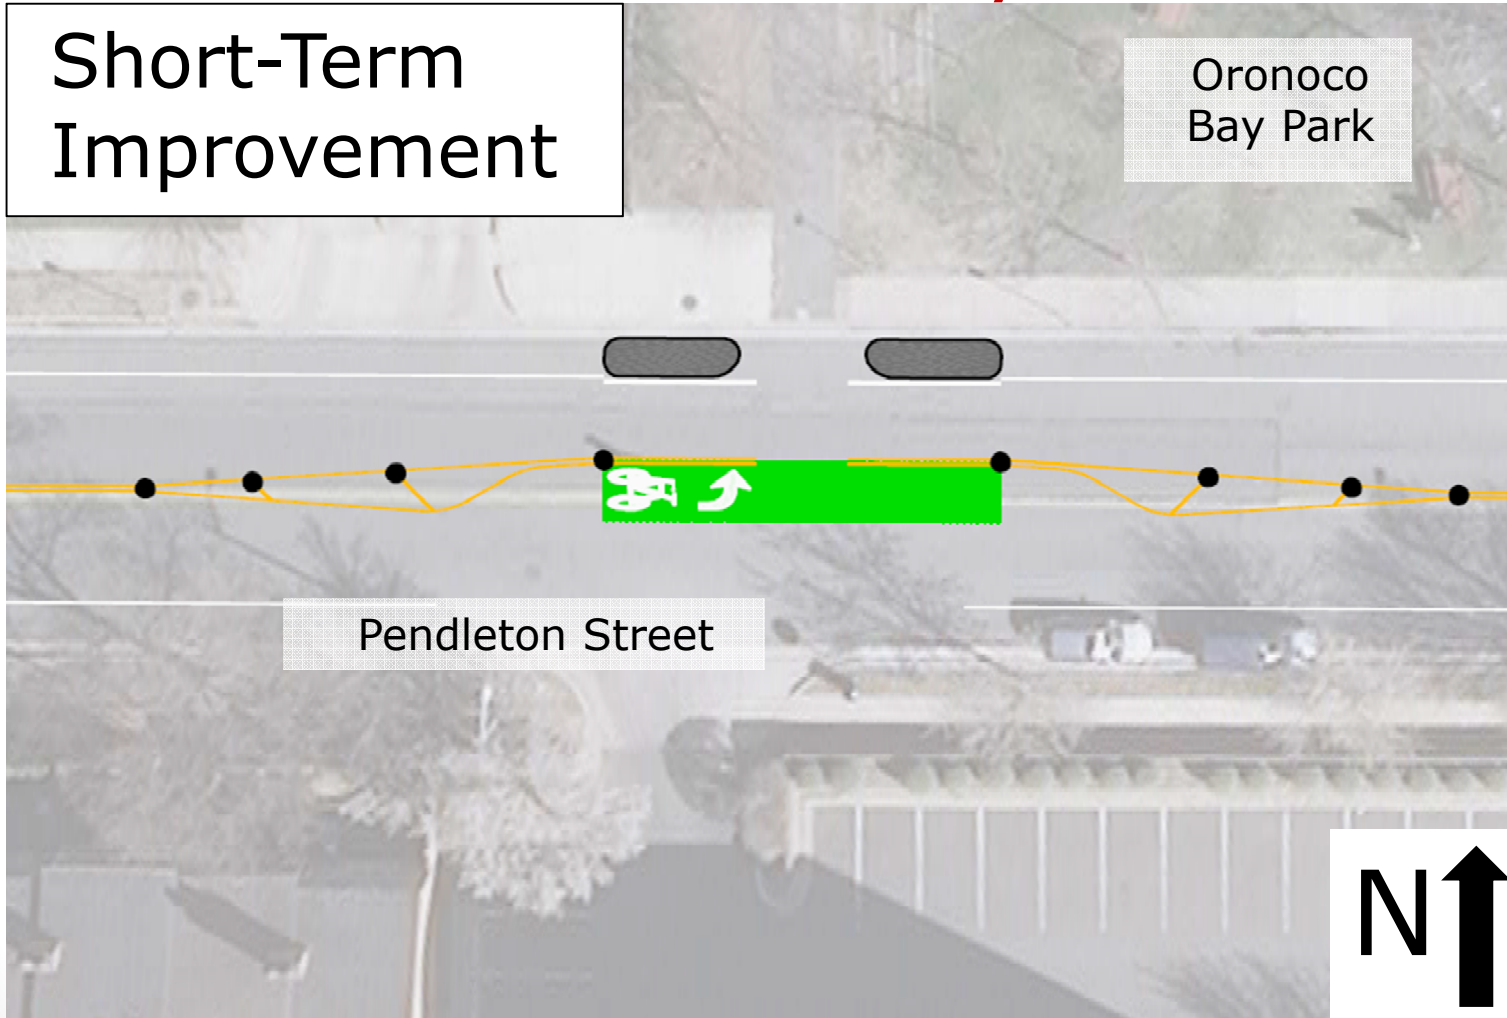 Short-Term
Improvement
Oronoco
Bay Park
Pendleton Street
N